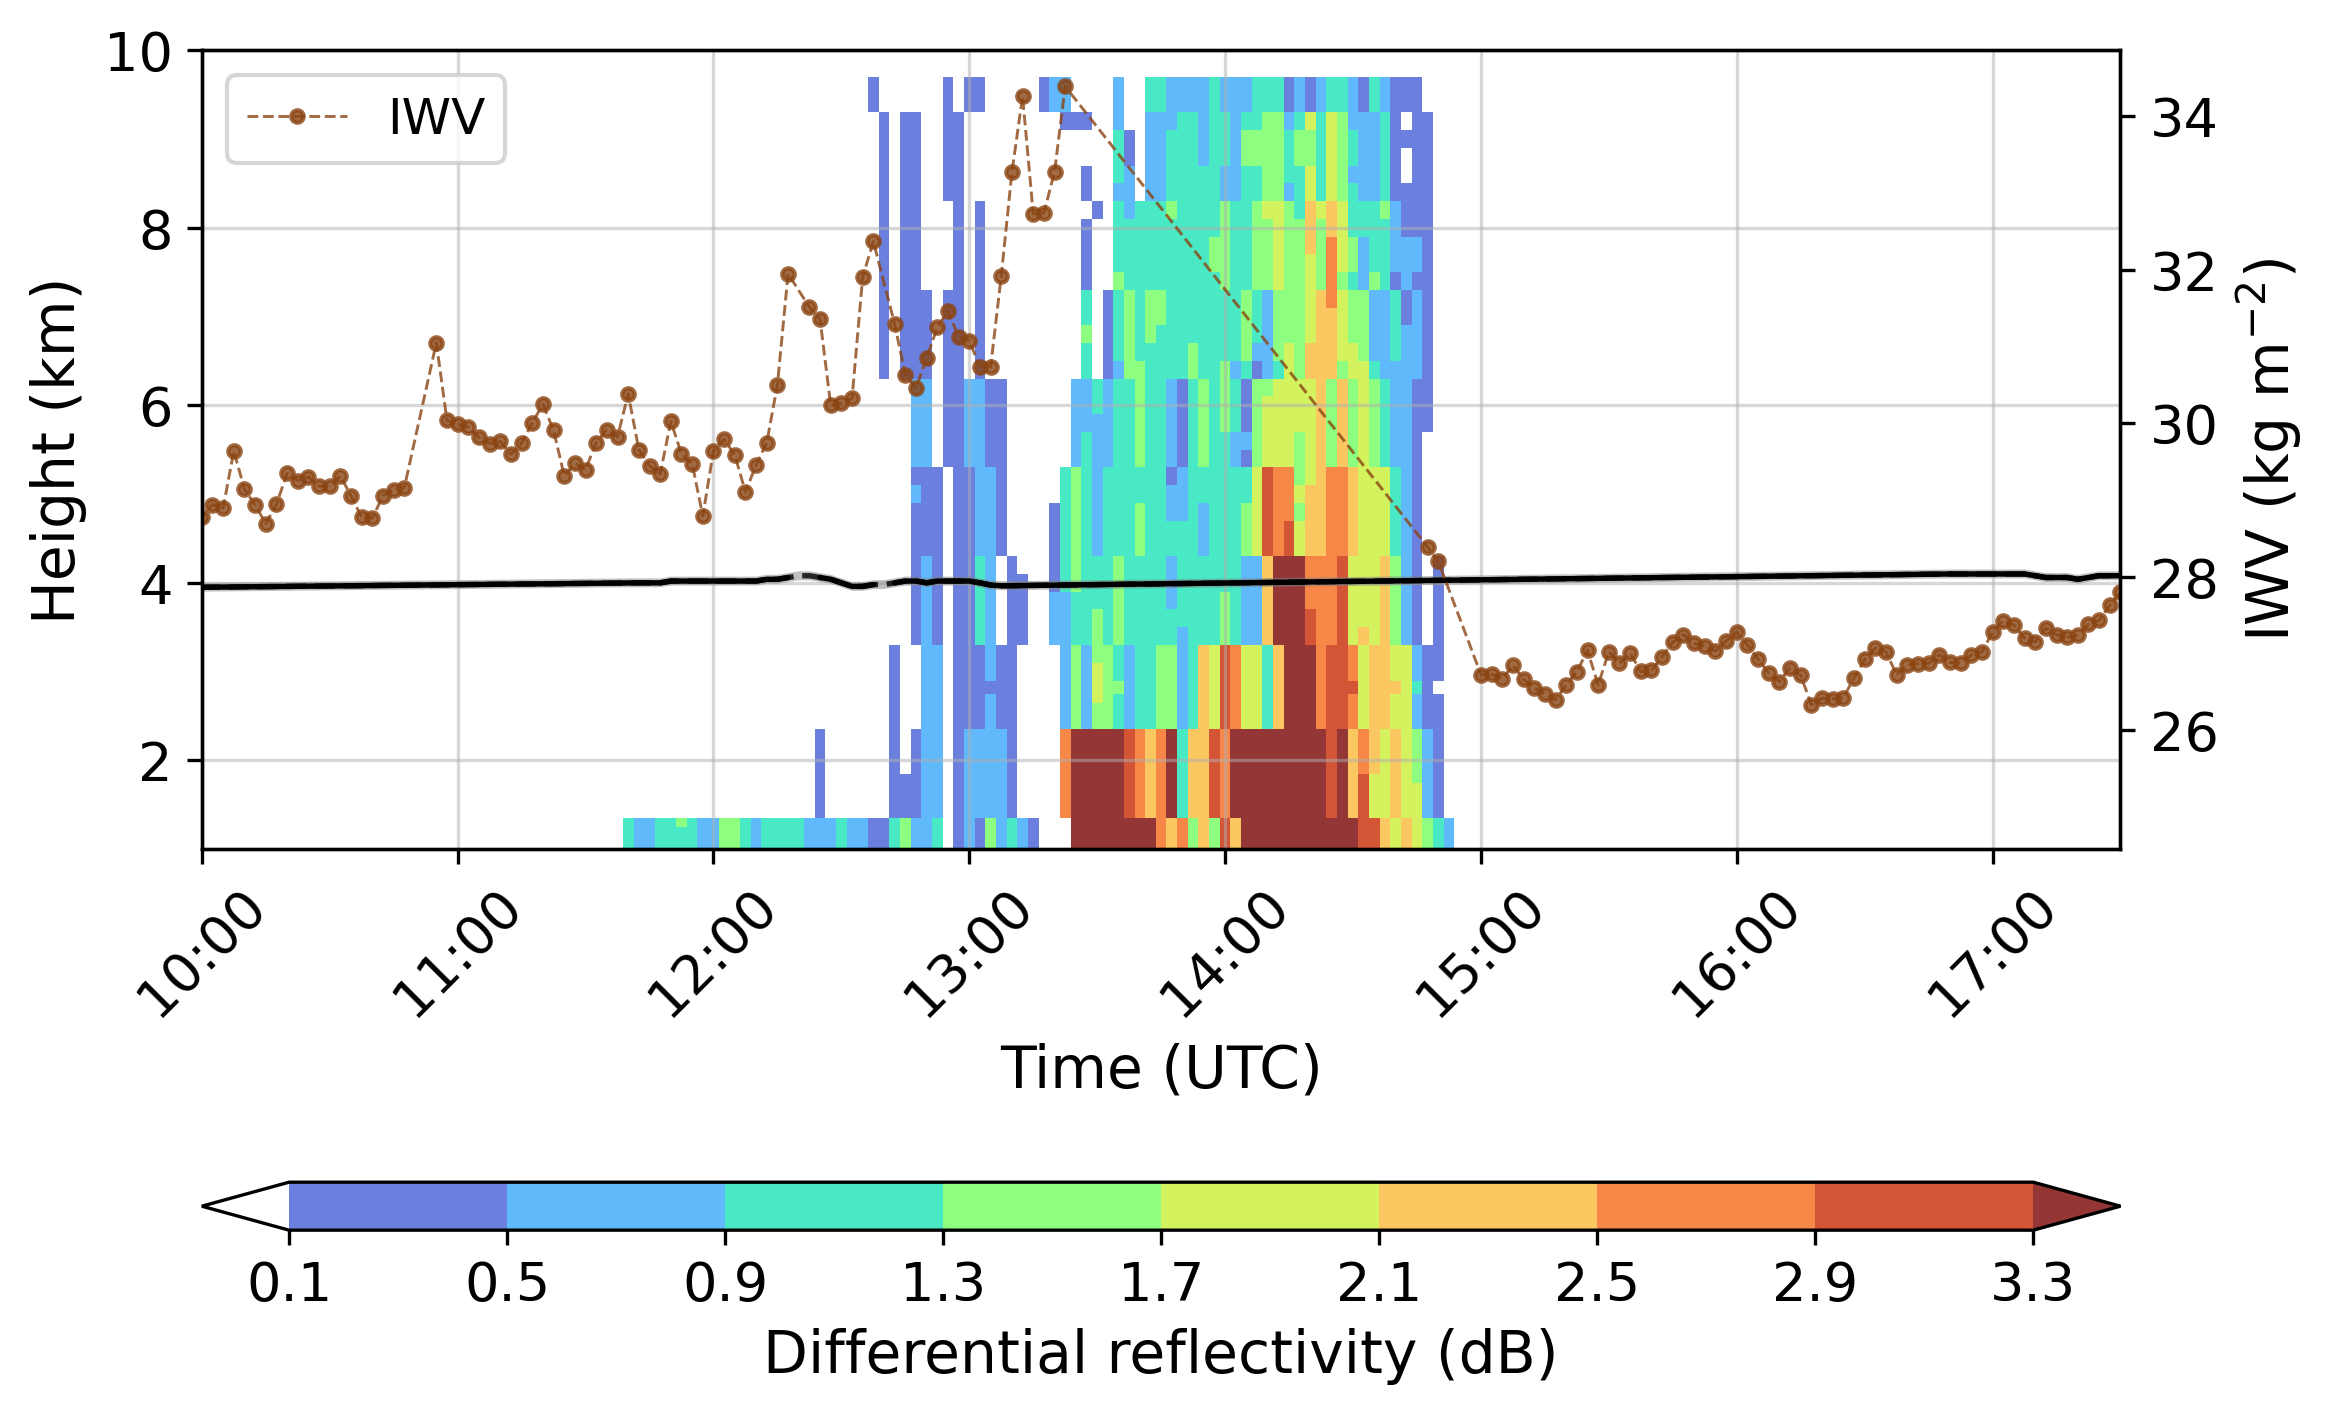 10
8
6
4
2
Height (km)
IWV
34
32
30
28
26
IWV (kg m⁻²)
10:00 11:00 12:00 13:00 14:00 15:00 16:00 17:00
Time (UTC)
0.1 0.5 0.9 1.3 1.7 2.1 2.5 2.9 3.3
Differential reflectivity (dB)